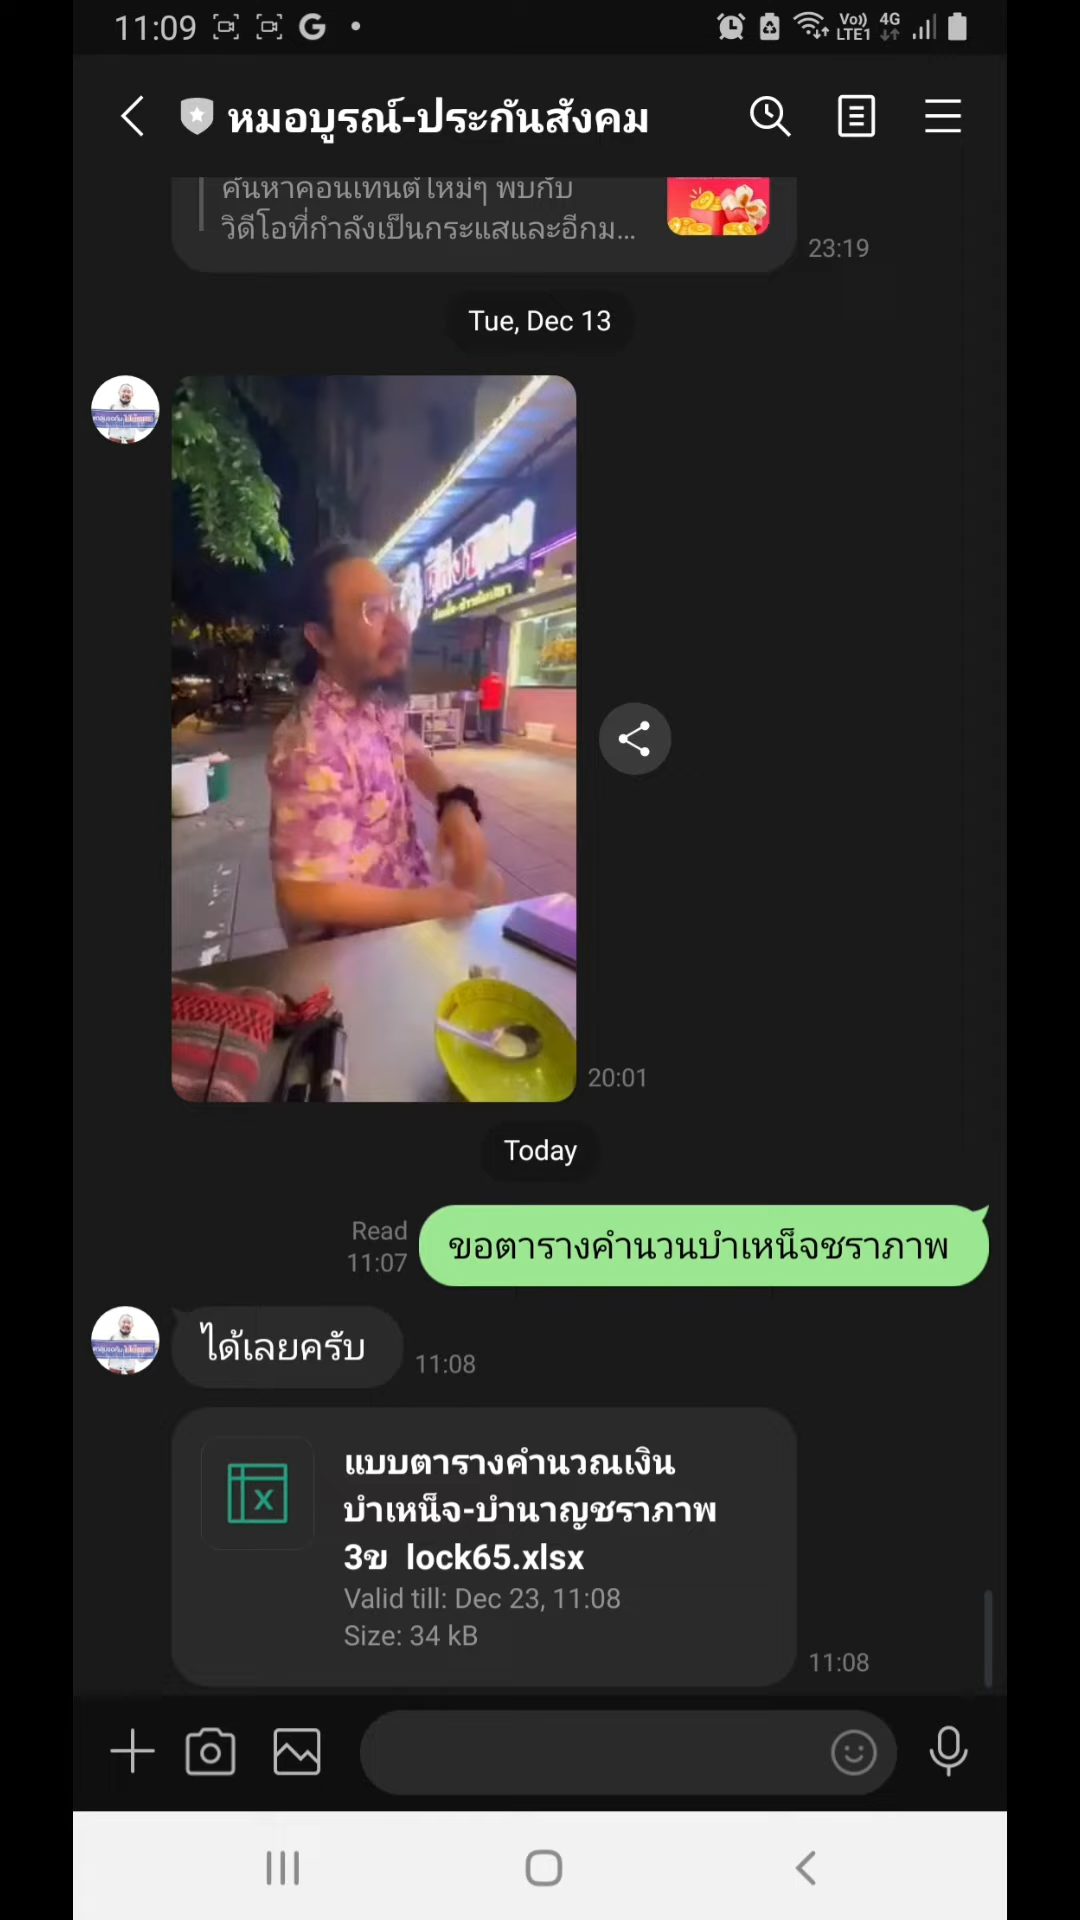 11:09
Vo)) LTE1 4G
หมอบูรณ์-ประกันสังคม
ค้นหาคอนเทนต์ใหม่ๆ พบกับ
วิดีโอที่กำลังเป็นกระแสและอีกม...
23:19
Tue, Dec 13
20:01
Today
Read
11:07
ขอตารางคำนวนบำเหน็จชราภาพ
ได้เลยครับ
11:08
แบบตารางคำนวณเงิน
บำเหน็จ-บำนาญชราภาพ
3ข lock65.xlsx
Valid till: Dec 23, 11:08
Size: 34 kB
11:08